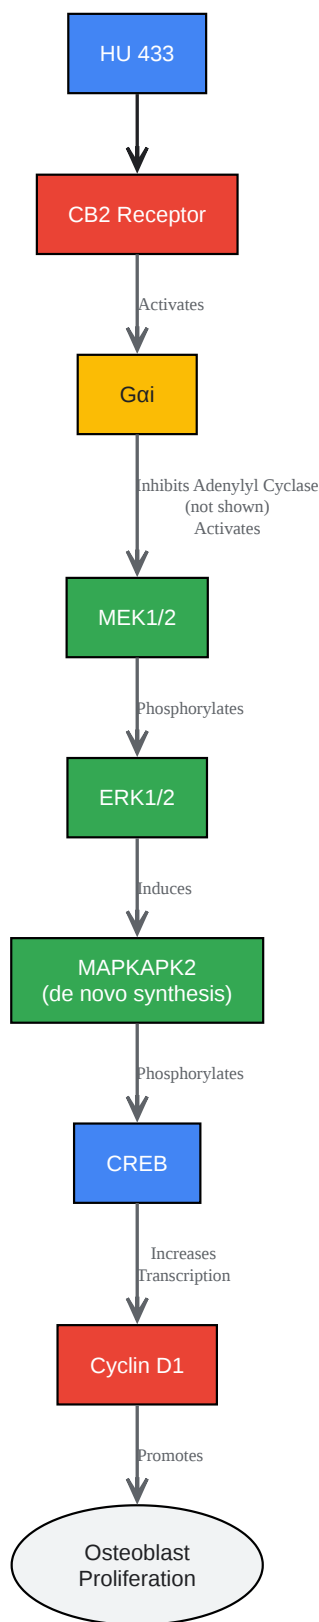 HU 433
CB2 Receptor
Activates
Gαi
Inhibits Adenylyl Cyclase
(not shown)
Activates
MEK1/2
Phosphorylates
ERK1/2
Induces
MAPKAPK2
(de novo synthesis)
Phosphorylates
CREB
Increases
Transcription
Cyclin D1
Promotes
Osteoblast
Proliferation